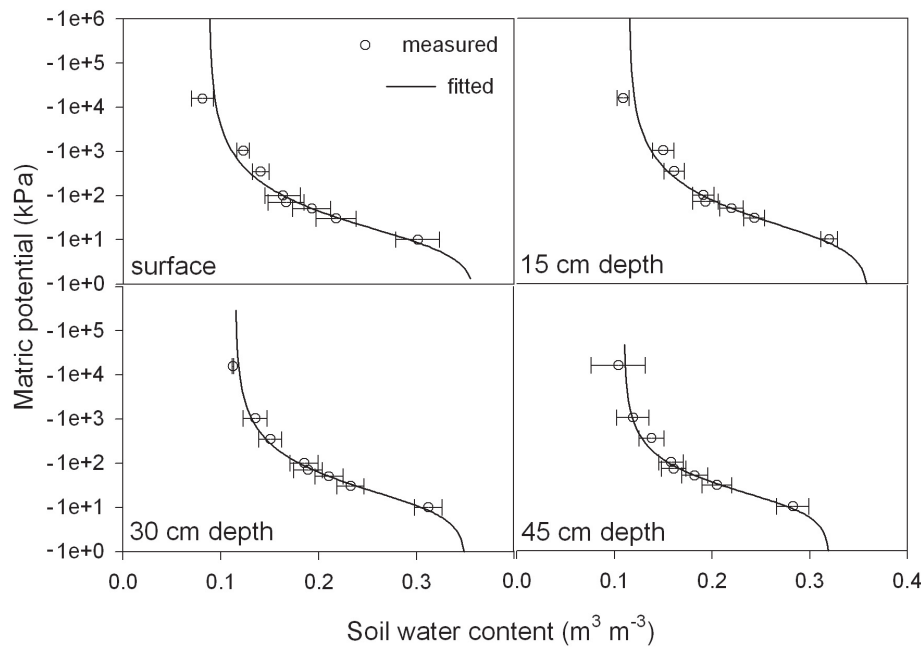 -1e+6
-1e+5
-1e+4
-1e+3
-1e+2
-1e+1
-1e+0
measured
fitted
surface
15 cm depth
Matric potential (kPa)
-1e+5
-1e+4
-1e+3
-1e+2
-1e+1
-1e+0
30 cm depth
45 cm depth
0.0 0.1 0.2 0.3 0.0 0.1 0.2 0.3 0.4
Soil water content (m³ m⁻³)